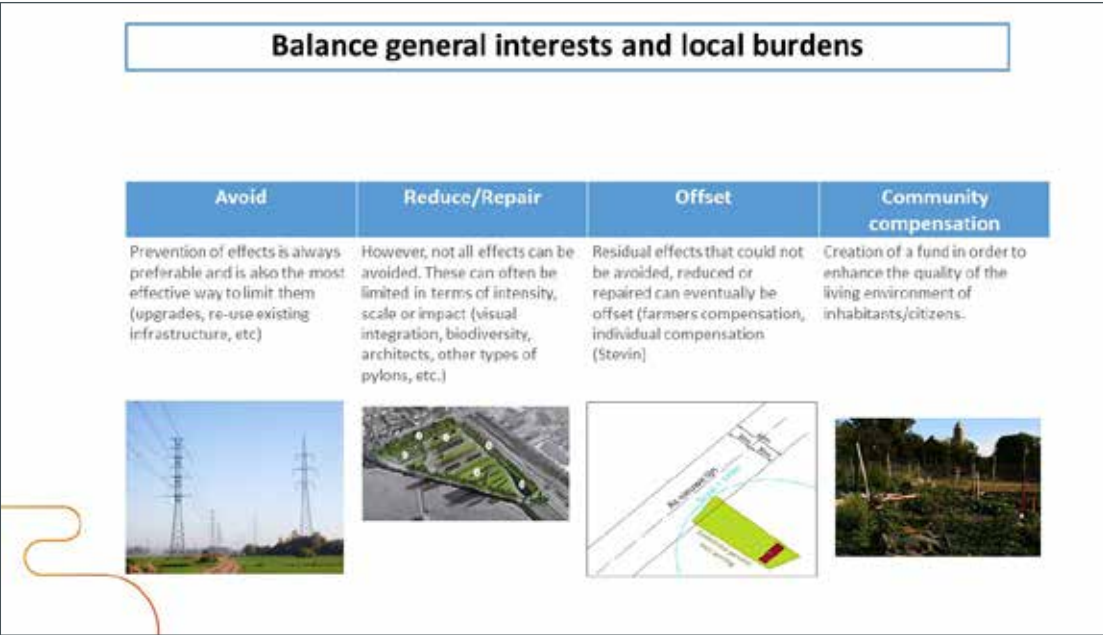 Balance general interests and local burdens
Avoid
Prevention of effects is always
preferable and is also the most
effective way to limit them
(upgrades, re-use existing
infrastructure, etc)
Reduce/Repair
However, not all effects can be
avoided. These can often be
limited in terms of intensity,
scale or impact (visual
integration, biodiversity,
architects, other types of
pylons, etc.)
Offset
Residual effects that could not
be avoided, reduced or
repaired can eventually be
offset (farmers compensation,
individual compensation
(Stevin)
Community
compensation
Creation of a fund in order to
enhance the quality of the
living environment of
inhabitants/citizens.